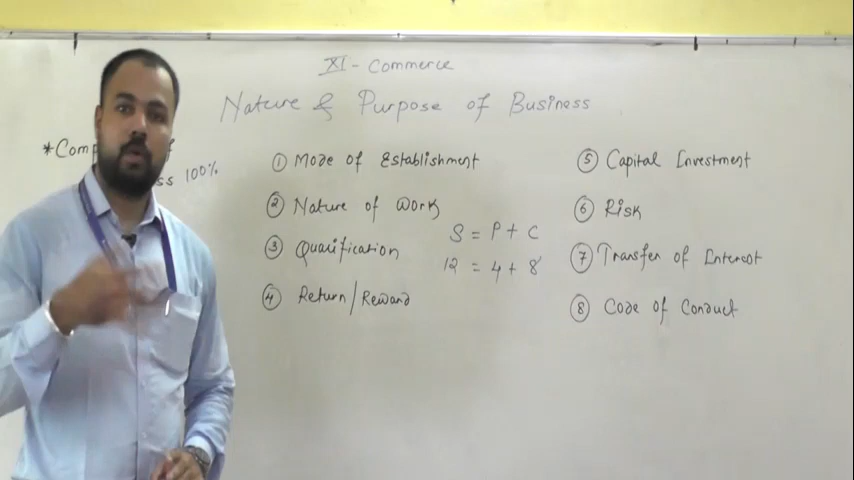 XI - Commerce
Nature & Purpose of Business
*Comp
ss 100%
① Mode of Establishment
② Nature of Work
③ Qualification
④ Return/Reward
S = P + C
12 = 4 + 8
⑤ Capital Investment
⑥ Risk
⑦ Transfer of Interest
⑧ Code of Conduct